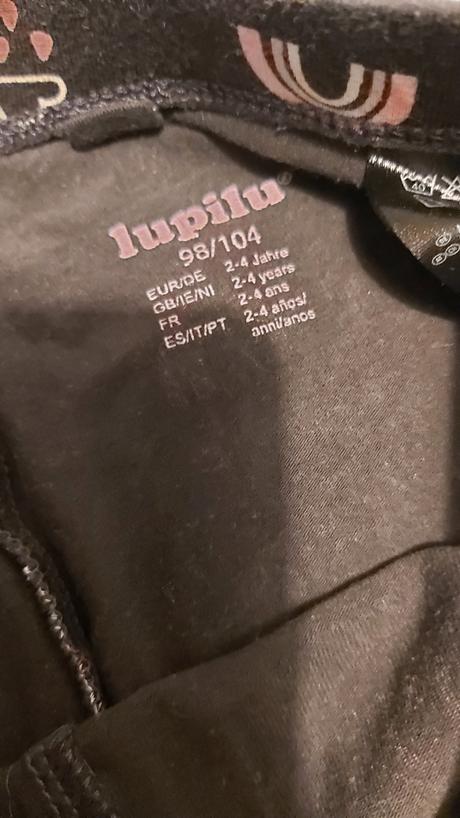 lupilu®
98/104
EUR/DE 2-4 Jahre
GB/IE/NI 2-4 years
FR 2-4 ans
ES/IT/PT 2-4 años/
anni/anos
40